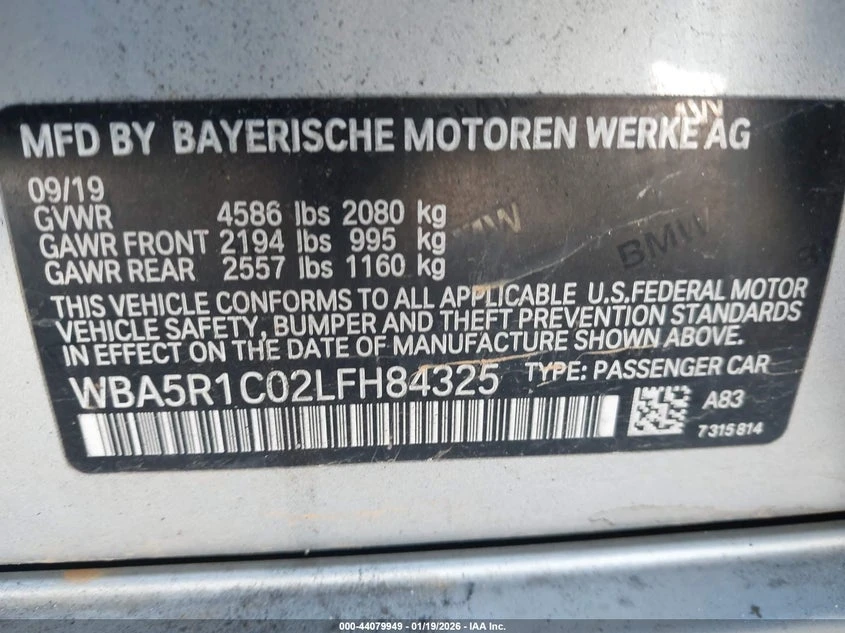 MFD BY BAYERISCHE MOTOREN WERKE AG
09/19
GVWR 4586 lbs 2080 kg
GAWR FRONT 2194 lbs 995 kg
GAWR REAR 2557 lbs 1160 kg
THIS VEHICLE CONFORMS TO ALL APPLICABLE U.S.FEDERAL MOTOR
VEHICLE SAFETY, BUMPER AND THEFT PREVENTION STANDARDS
IN EFFECT ON THE DATE OF MANUFACTURE SHOWN ABOVE.
WBA5R1C02LFH84325 TYPE: PASSENGER CAR
A83
7315814
BMW
000-44079949 - 01/19/2026 - IAA Inc.